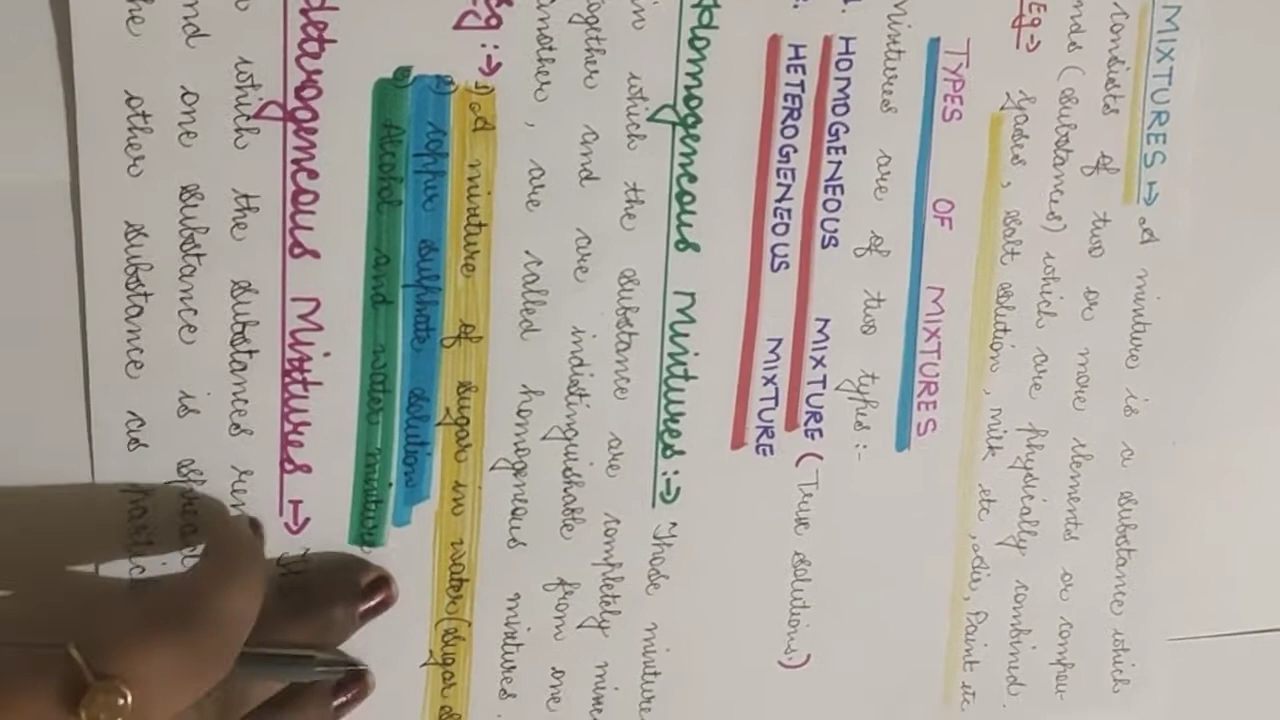 MIXTURES → A mixture is a substance which
consists of two or more elements or compou-
nds (substances) which are physically combined.
Eg → gases, salt solution, milk etc, air, Paint etc
TYPES OF MIXTURES
mixtures are of two types :-
1. HOMOGENEOUS MIXTURE (True solutions)
2. HETEROGENEOUS MIXTURE
Homogeneous Mixtures :→ Those mixture
in which the substance are completely mixe
together and are indistinguishable from one
another, are called homogeneous mixtures.
Eg :→ 1) A mixture of sugar in water (sugar s
2) copper sulphate solution
3) Alcohol and water mixture
Heterogeneous Mixtures →
in which the substances rem
and one substance is spread
the other substance as partic